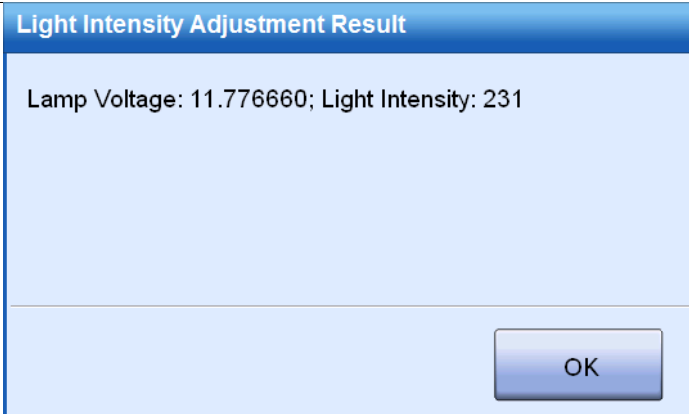 Light Intensity Adjustment Result
Lamp Voltage: 11.776660; Light Intensity: 231
OK